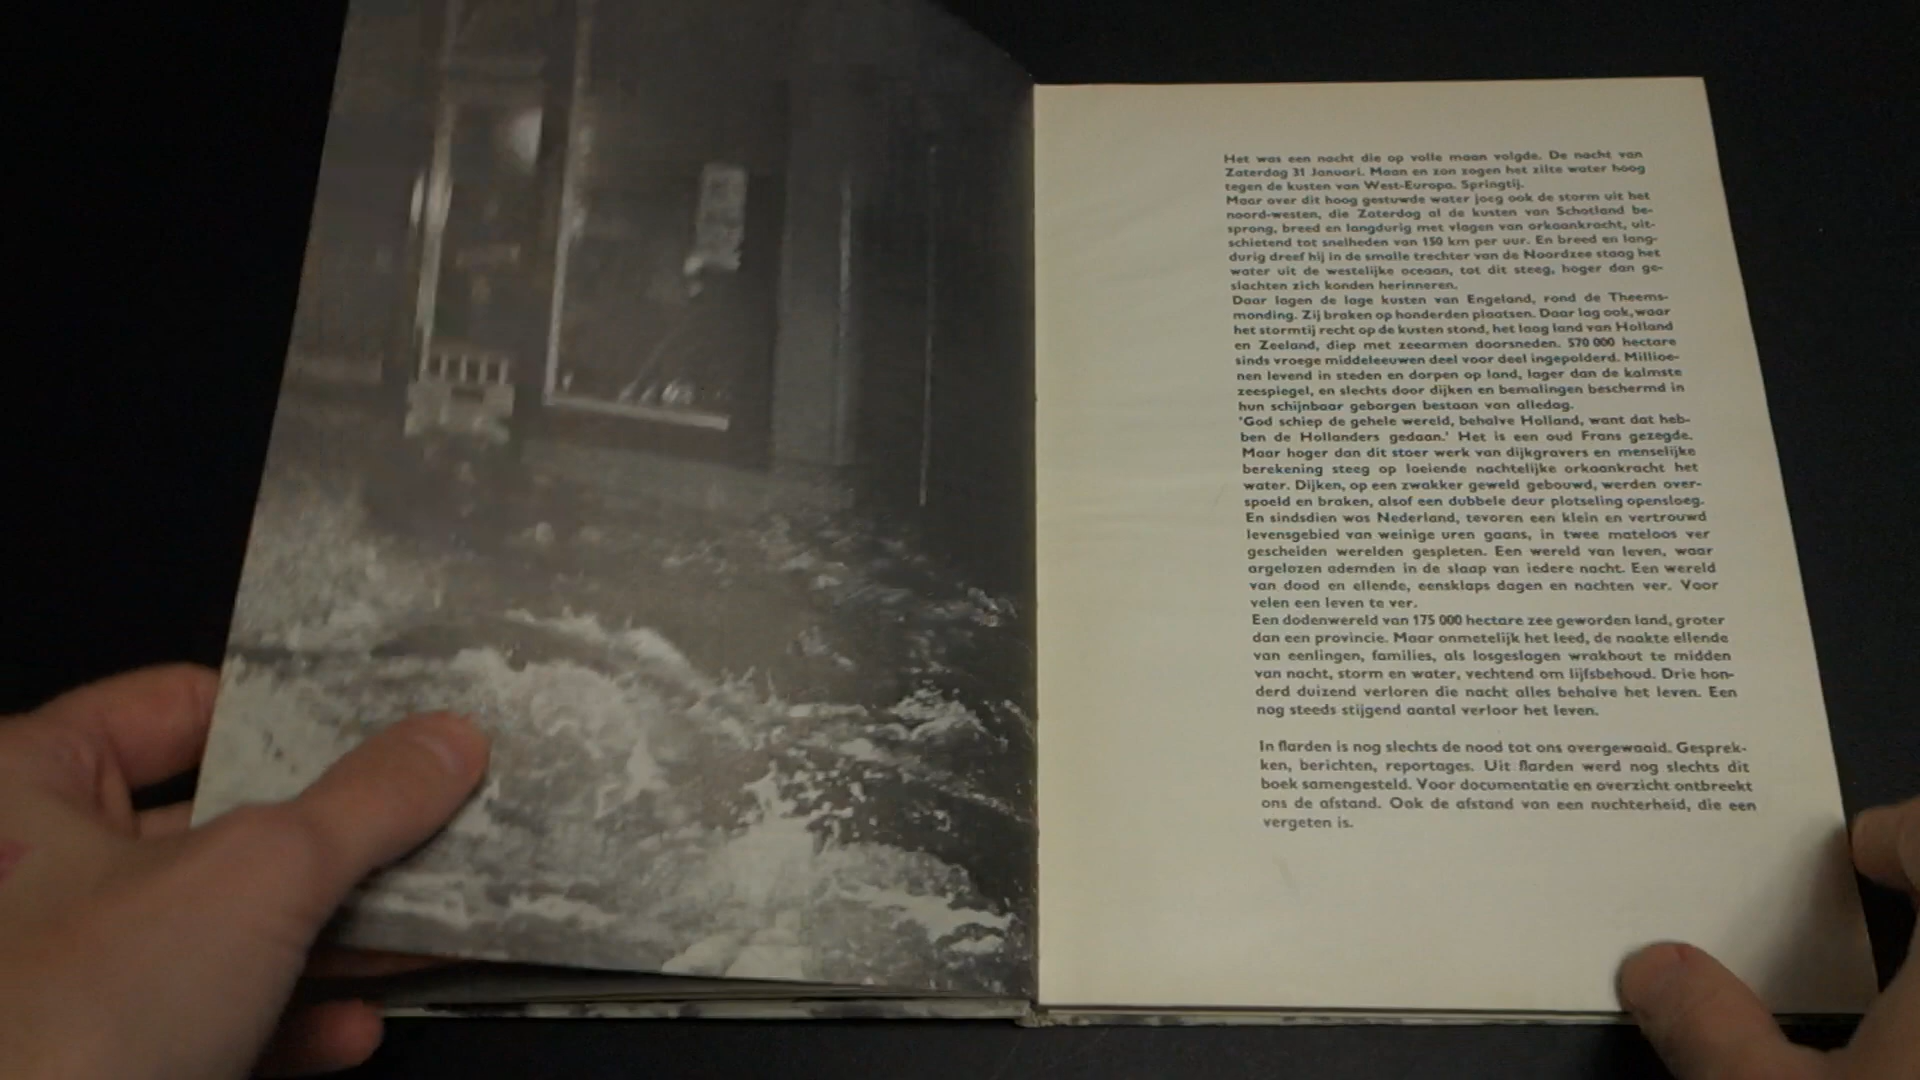 Het was een nacht die op volle maan volgde. De nacht van
Zaterdag 31 Januari. Maan en zon zogen het zilte water hoog
tegen de kusten van West-Europa. Springtij.
Maar over dit hoog gestuwde water joeg ook de storm uit het
noord-westen, die Zaterdag al de kusten van Schotland be-
sprong, breed en langdurig met vlagen van orkaankracht, uit-
schietend tot snelheden van 150 km per uur. En breed en lang-
durig dreef hij in de smalle trechter van de Noordzee staag het
water uit de westelijke oceaan, tot dit steeg, hoger dan ge-
slachten zich konden herinneren.
Daar lagen de lage kusten van Engeland, rond de Theems-
monding. Zij braken op honderden plaatsen. Daar lag ook, waar
het stormtij recht op de kusten stond, het laag land van Holland
en Zeeland, diep met zeearmen doorsneden. 570 000 hectare
sinds vroege middeleeuwen deel voor deel ingepolderd. Millioe-
nen levend in steden en dorpen op land, lager dan de kalmste
zeespiegel, en slechts door dijken en bemalingen beschermd in
hun schijnbaar geborgen bestaan van alledag.
'God schiep de gehele wereld, behalve Holland, want dat heb-
ben de Hollanders gedaan.' Het is een oud Frans gezegde.
Maar hoger dan dit stoer werk van dijkgravers en menselijke
berekening steeg op loeiende nachtelijke orkaankracht het
water. Dijken, op een zwakker geweld gebouwd, werden over-
spoeld en braken, alsof een dubbele deur plotseling opensloeg.
En sindsdien was Nederland, tevoren een klein en vertrouwd
levensgebied van weinige uren gaans, in twee mateloos ver
gescheiden werelden gespleten. Een wereld van leven, waar
argelozen ademden in de slaap van iedere nacht. Een wereld
van dood en ellende, eensklaps dagen en nachten ver. Voor
velen een leven te ver.
Een dodenwereld van 175 000 hectare zee geworden land, groter
dan een provincie. Maar onmetelijk het leed, de naakte ellende
van eenlingen, families, als losgeslagen wrakhout te midden
van nacht, storm en water, vechtend om lijfsbehoud. Drie hon-
derd duizend verloren die nacht alles behalve het leven. Een
nog steeds stijgend aantal verloor het leven.
In flarden is nog slechts de nood tot ons overgewaaid. Gesprek-
ken, berichten, reportages. Uit flarden werd nog slechts dit
boek samengesteld. Voor documentatie en overzicht ontbreekt
ons de afstand. Ook de afstand van een nuchterheid, die een
vergeten is.